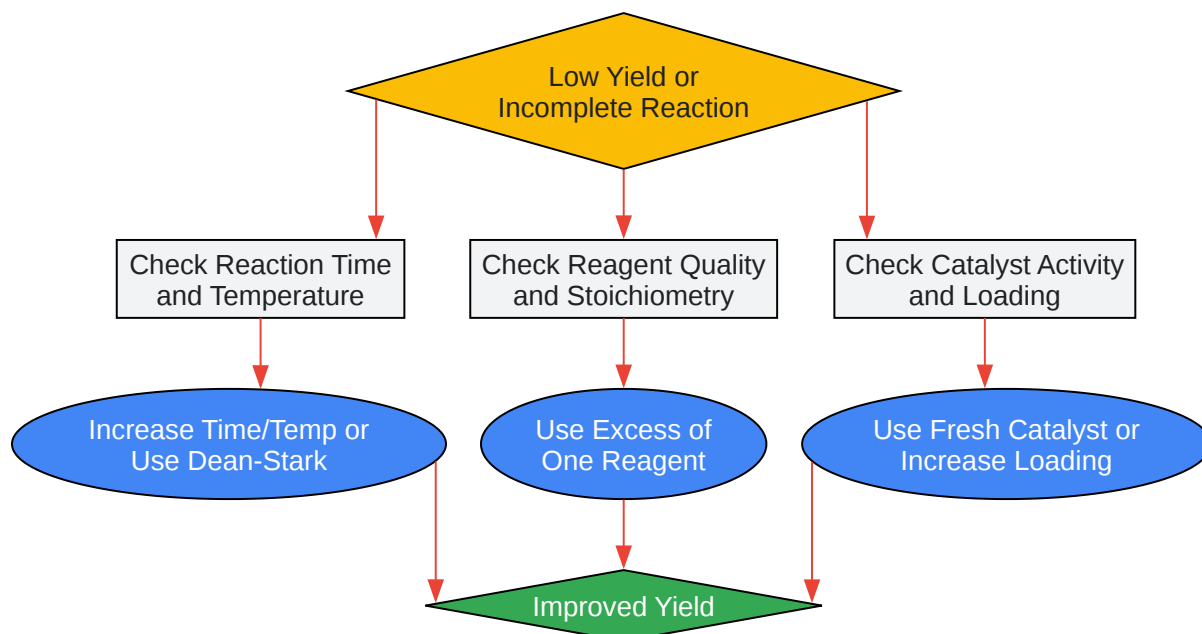 Low Yield or
Incomplete Reaction
Check Reaction Time
and Temperature
Check Reagent Quality
and Stoichiometry
Check Catalyst Activity
and Loading
Increase Time/Temp or
Use Dean-Stark
Use Excess of
One Reagent
Use Fresh Catalyst or
Increase Loading
Improved Yield